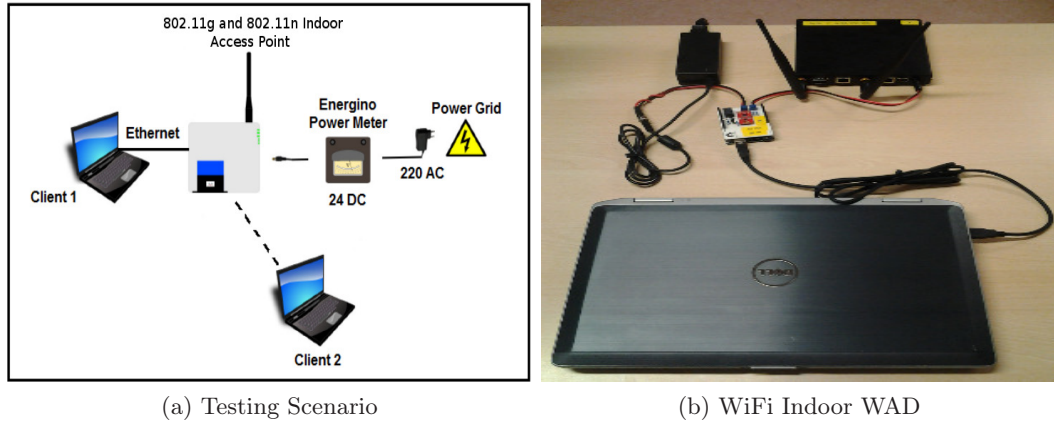 802.11g and 802.11n Indoor
Access Point
Ethernet
Energino
Power Meter
Power Grid
Client 1
24 DC
220 AC
Client 2
DELL
(a) Testing Scenario
(b) WiFi Indoor WAD